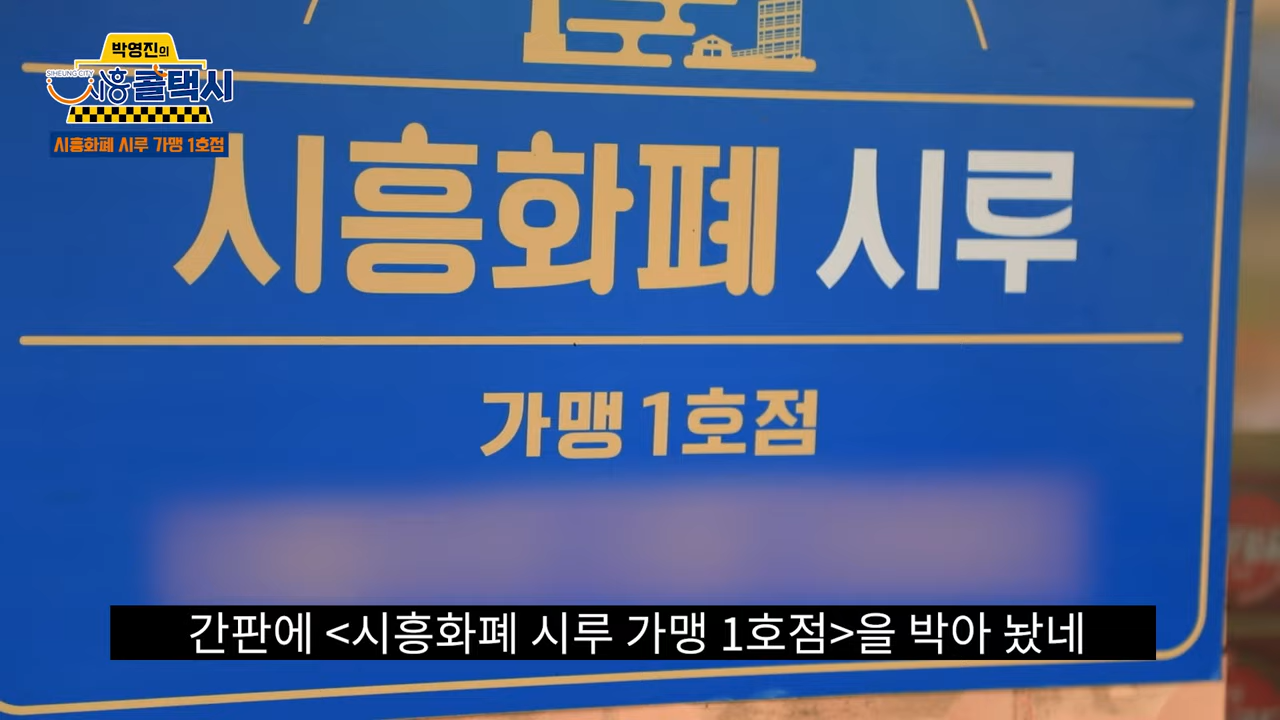 박영진의
SIHEUNG CITY
시흥 콜택시
시흥화폐 시루 가맹 1호점
시흥화폐 시루
가맹 1호점
간판에 <시흥화폐 시루 가맹 1호점>을 박아 놨네